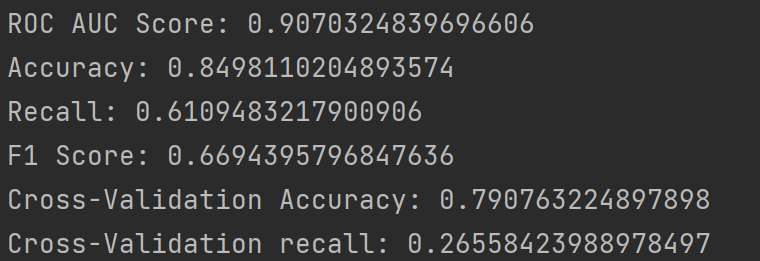 ROC AUC Score: 0.9070324839696606
Accuracy: 0.8498110204893574
Recall: 0.6109483217900906
F1 Score: 0.6694395796847636
Cross-Validation Accuracy: 0.790763224897898
Cross-Validation recall: 0.26558423988978497